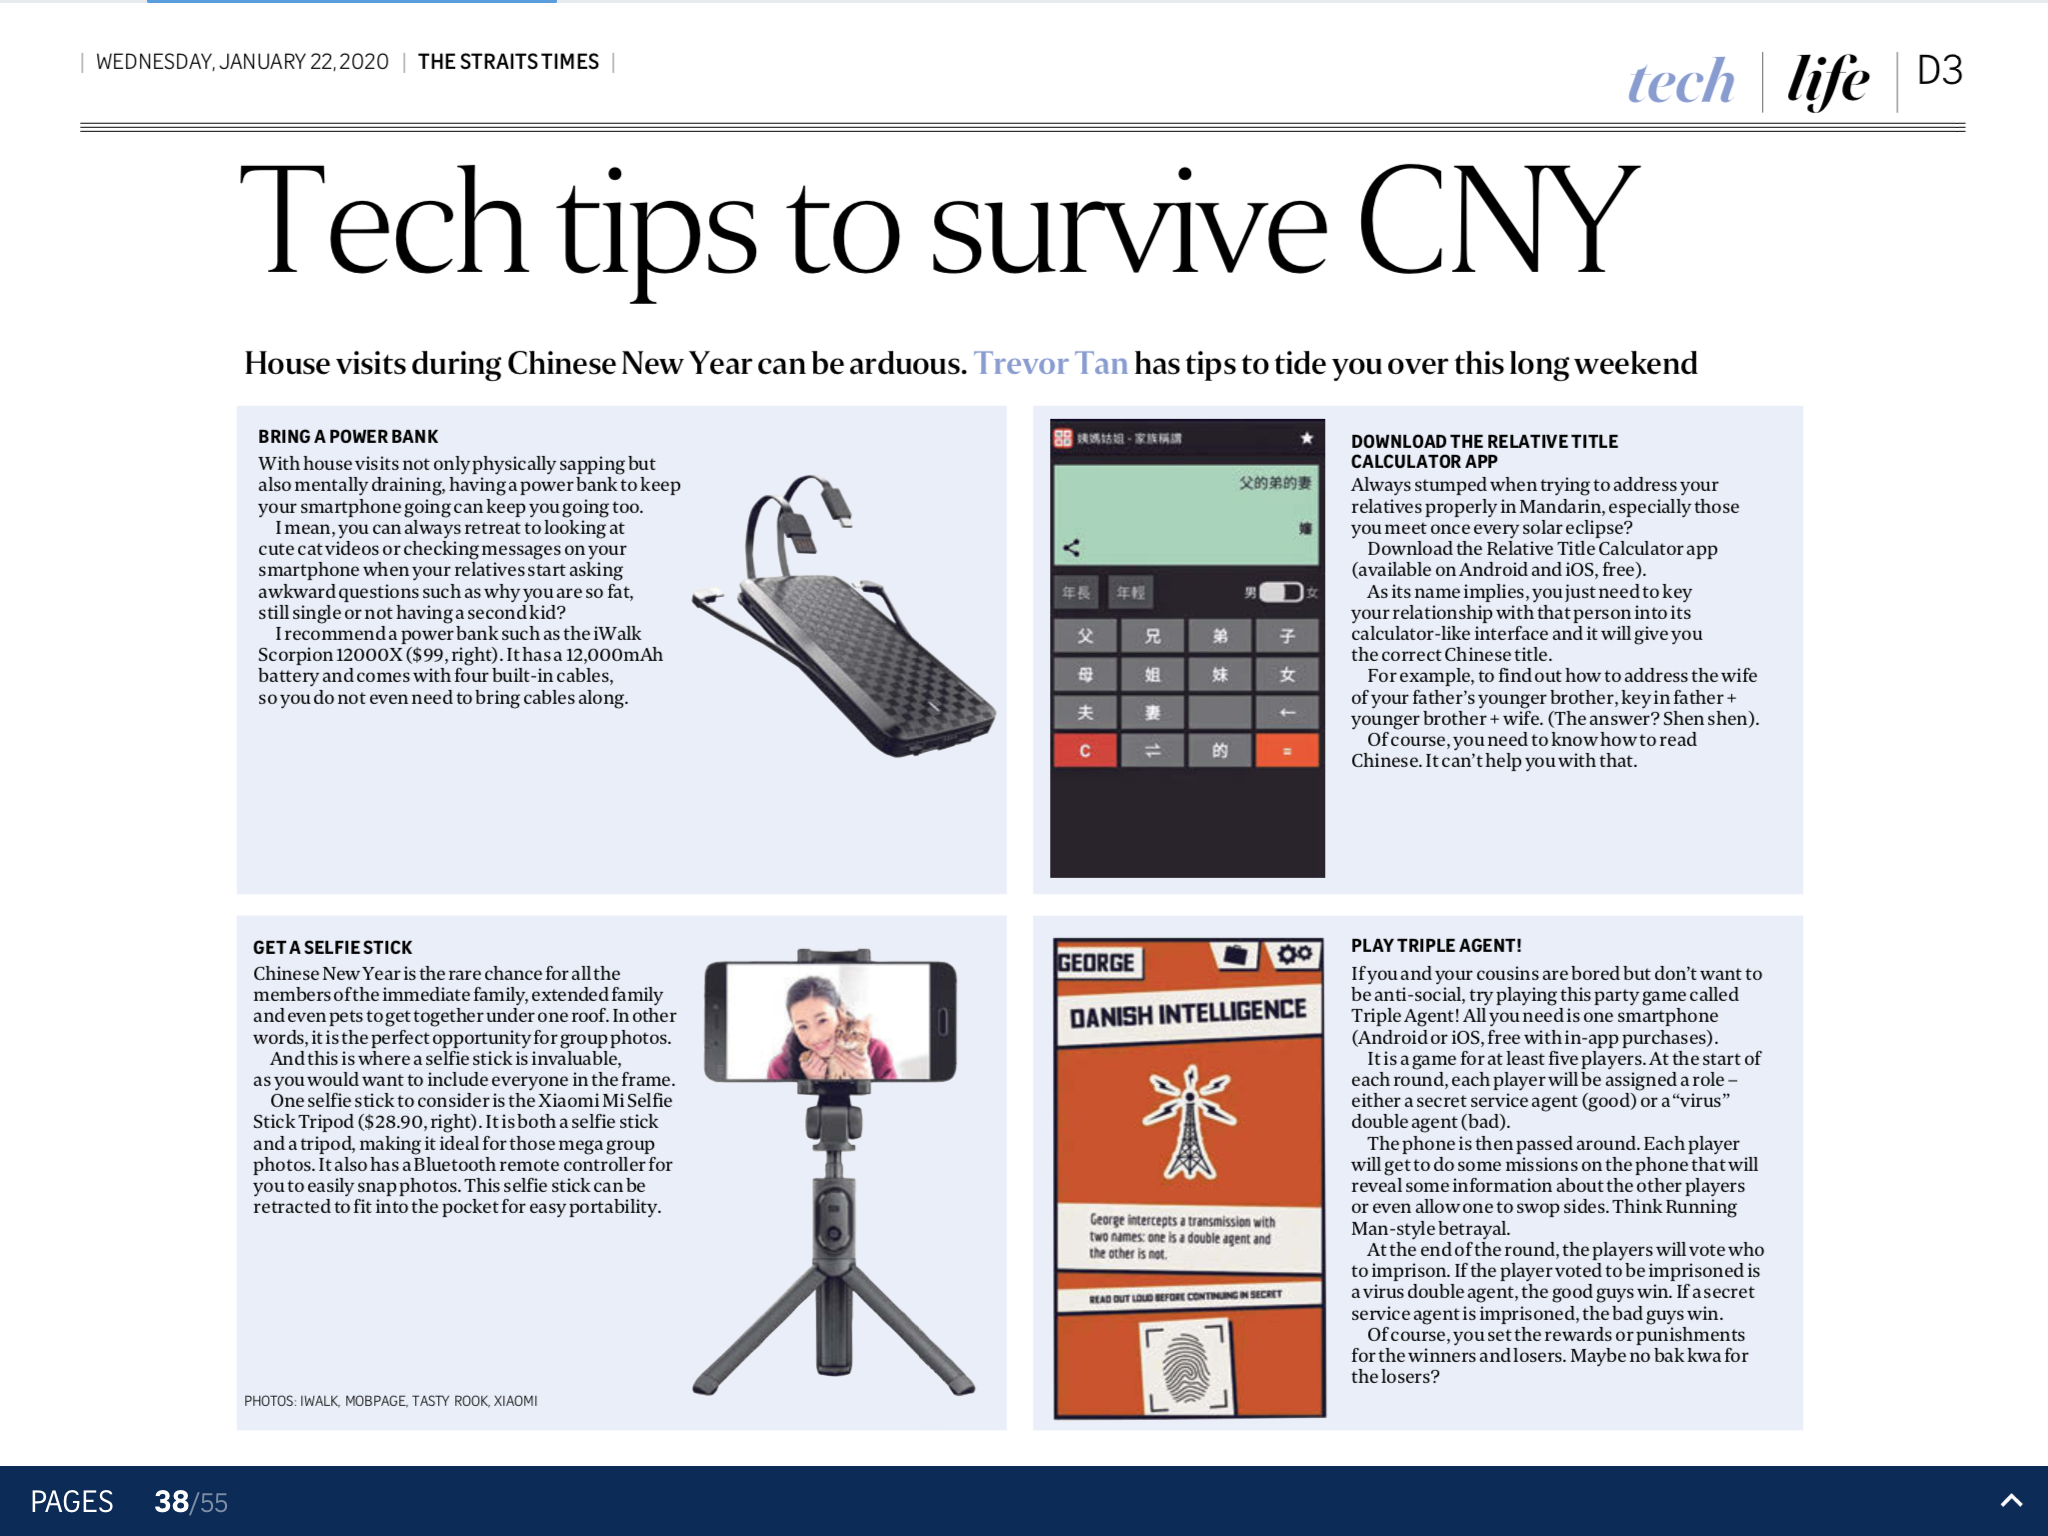 WEDNESDAY, JANUARY 22, 2020 | THE STRAITS TIMES
tech | life | D3
Tech tips to survive CNY
House visits during Chinese New Year can be arduous. Trevor Tan has tips to tide you over this long weekend
BRING A POWER BANK
With house visits not only physically sapping but
also mentally draining, having a power bank to keep
your smartphone going can keep you going too.
I mean, you can always retreat to looking at
cute cat videos or checking messages on your
smartphone when your relatives start asking
awkward questions such as why you are so fat,
still single or not having a second kid?
I recommend a power bank such as the iWalk
Scorpion 12000X ($99, right). It has a 12,000mAh
battery and comes with four built-in cables,
so you do not even need to bring cables along.
姨媽姑姐 - 家族稱謂
父的弟的妻
嬸
年長 年輕 男 女
父 兄 弟 子
母 姐 妹 女
夫 妻 ←
C ⇌ 的 =
DOWNLOAD THE RELATIVE TITLE
CALCULATOR APP
Always stumped when trying to address your
relatives properly in Mandarin, especially those
you meet once every solar eclipse?
Download the Relative Title Calculator app
(available on Android and iOS, free).
As its name implies, you just need to key
your relationship with that person into its
calculator-like interface and it will give you
the correct Chinese title.
For example, to find out how to address the wife
of your father's younger brother, key in father +
younger brother + wife. (The answer? Shen shen).
Of course, you need to know how to read
Chinese. It can't help you with that.
GET A SELFIE STICK
Chinese New Year is the rare chance for all the
members of the immediate family, extended family
and even pets to get together under one roof. In other
words, it is the perfect opportunity for group photos.
And this is where a selfie stick is invaluable,
as you would want to include everyone in the frame.
One selfie stick to consider is the Xiaomi Mi Selfie
Stick Tripod ($28.90, right). It is both a selfie stick
and a tripod, making it ideal for those mega group
photos. It also has a Bluetooth remote controller for
you to easily snap photos. This selfie stick can be
retracted to fit into the pocket for easy portability.
PHOTOS: IWALK, MOBPAGE, TASTY ROOK, XIAOMI
GEORGE
DANISH INTELLIGENCE
George intercepts a transmission with
two names: one is a double agent and
the other is not.
READ OUT LOUD BEFORE CONTINUING IN SECRET
PLAY TRIPLE AGENT!
If you and your cousins are bored but don't want to
be anti-social, try playing this party game called
Triple Agent! All you need is one smartphone
(Android or iOS, free with in-app purchases).
It is a game for at least five players. At the start of
each round, each player will be assigned a role –
either a secret service agent (good) or a "virus"
double agent (bad).
The phone is then passed around. Each player
will get to do some missions on the phone that will
reveal some information about the other players
or even allow one to swop sides. Think Running
Man-style betrayal.
At the end of the round, the players will vote who
to imprison. If the player voted to be imprisoned is
a virus double agent, the good guys win. If a secret
service agent is imprisoned, the bad guys win.
Of course, you set the rewards or punishments
for the winners and losers. Maybe no bak kwa for
the losers?
PAGES 38/55